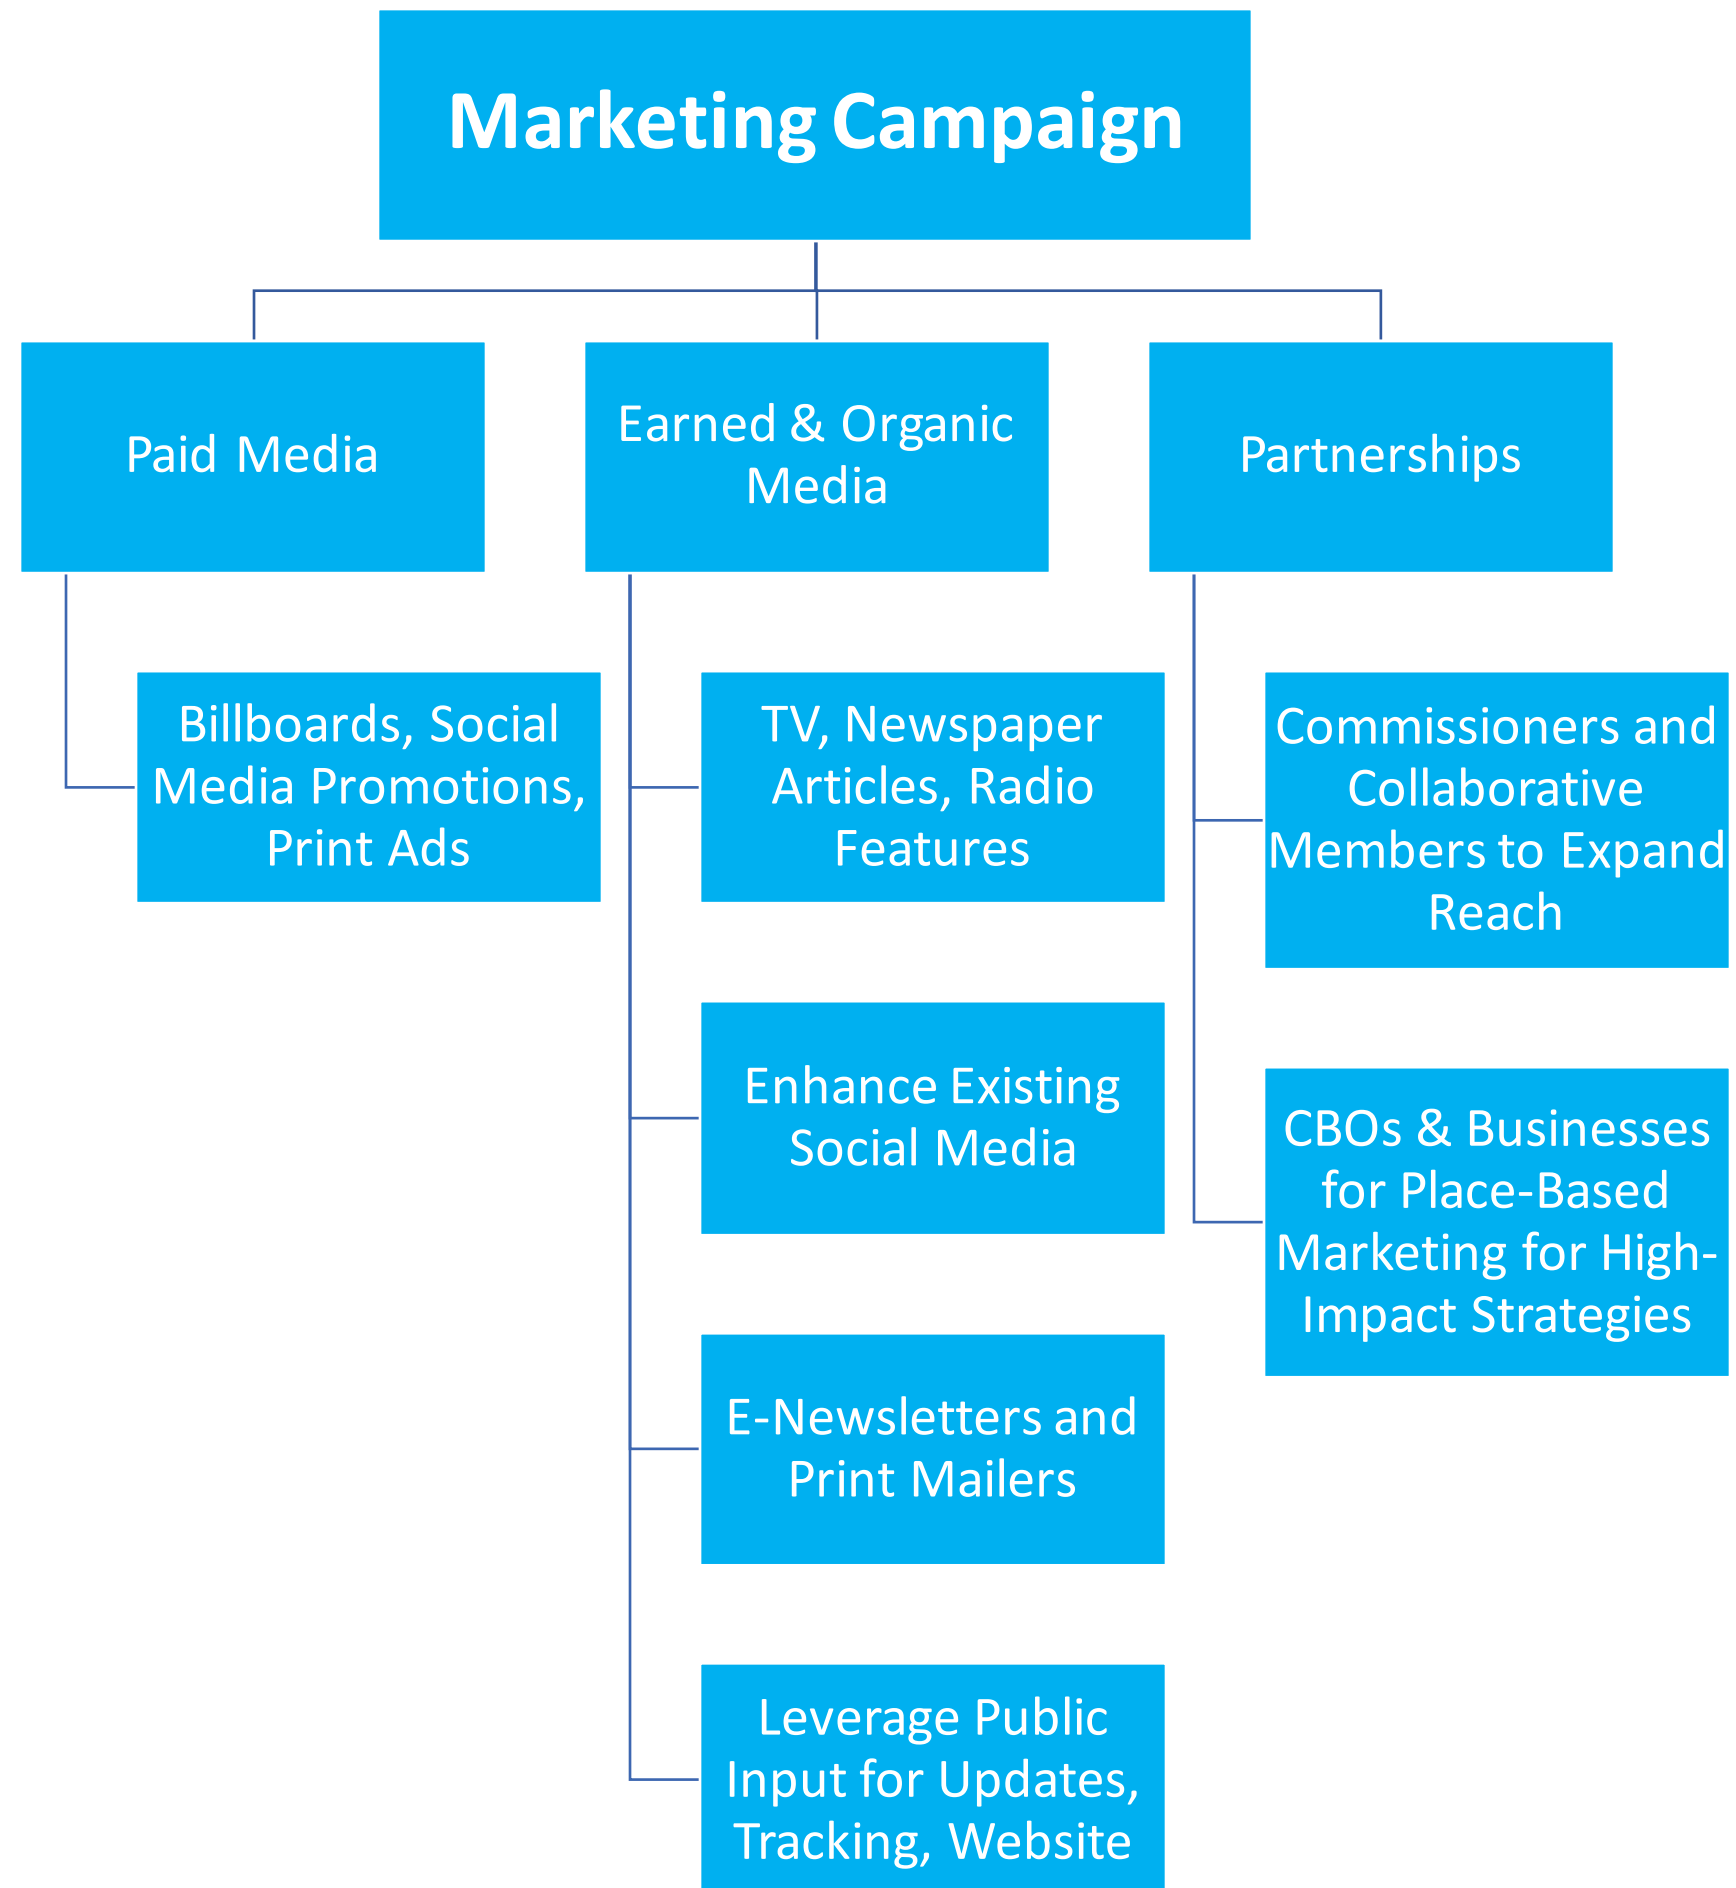 Marketing Campaign
Paid Media
Earned & Organic
Media
Partnerships
Billboards, Social
Media Promotions,
Print Ads
TV, Newspaper
Articles, Radio
Features
Enhance Existing
Social Media
E-Newsletters and
Print Mailers
Leverage Public
Input for Updates,
Tracking, Website
Commissioners and
Collaborative
Members to Expand
Reach
CBOs & Businesses
for Place-Based
Marketing for High-
Impact Strategies